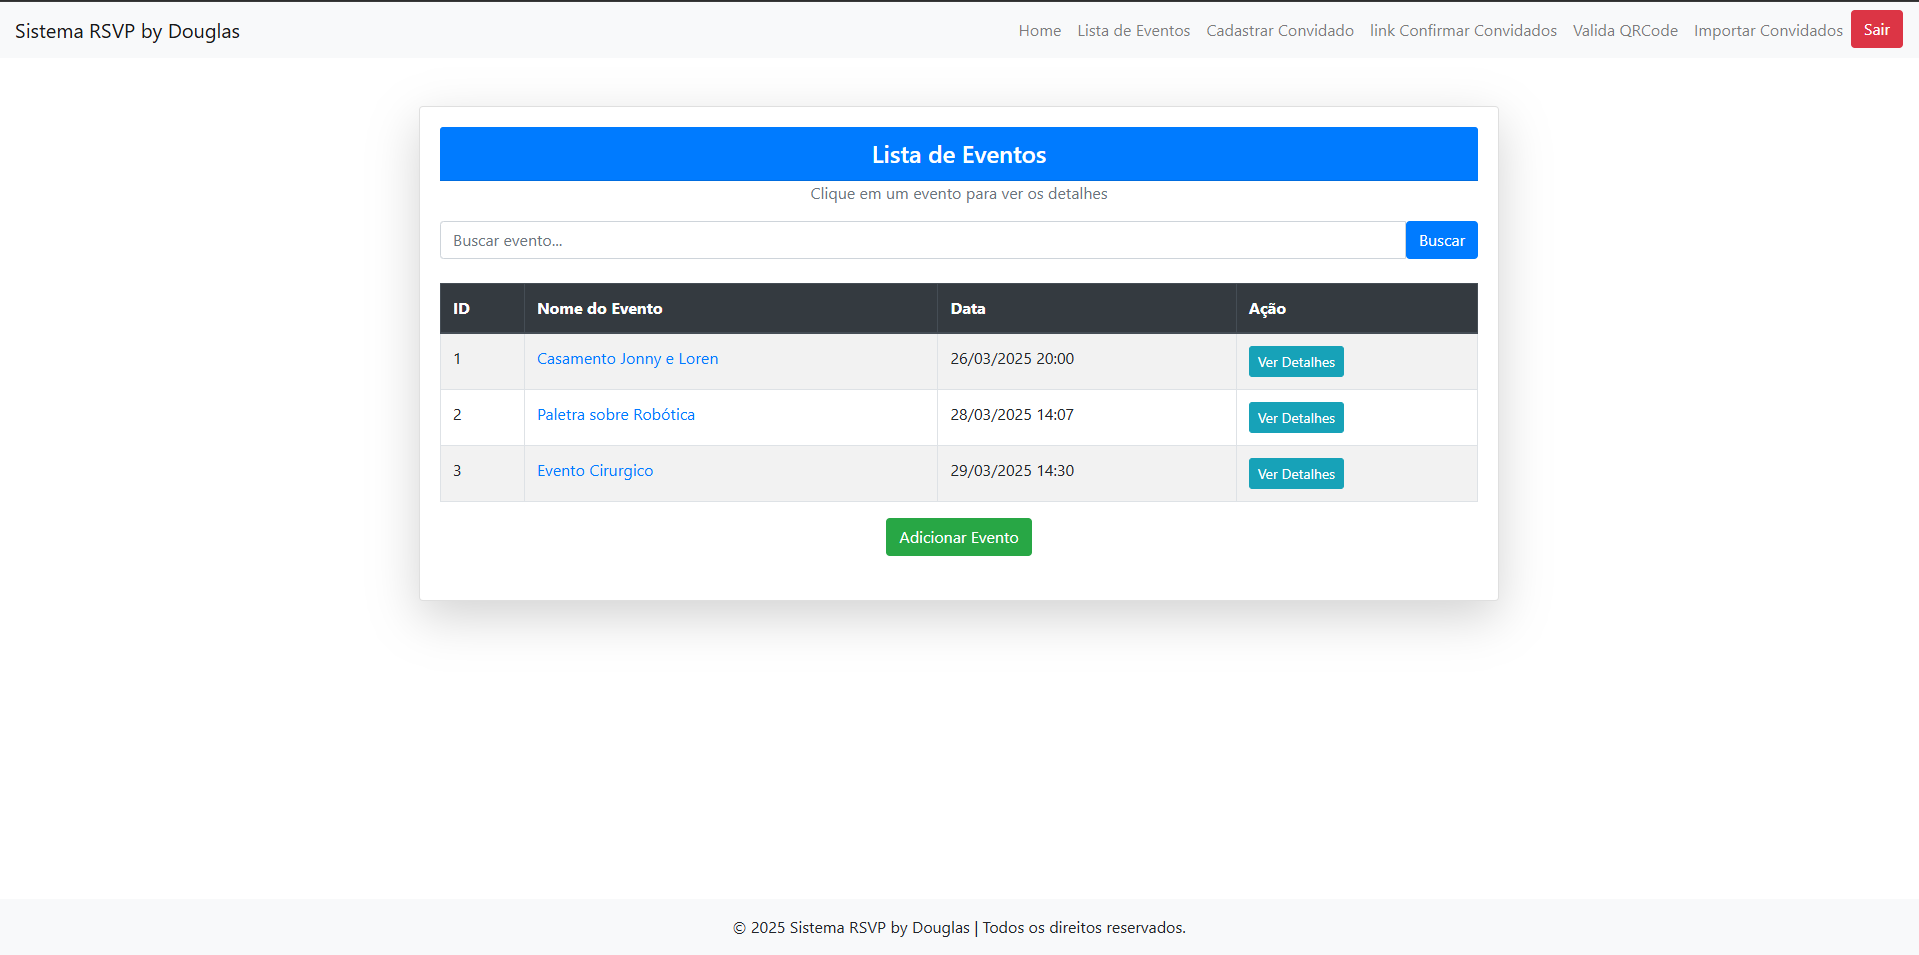 Sistema RSVP by Douglas
Home Lista de Eventos Cadastrar Convidado link Confirmar Convidados Valida QRCode Importar Convidados Sair
Lista de Eventos
Clique em um evento para ver os detalhes
Buscar evento... Buscar
ID Nome do Evento Data Ação
1 Casamento Jonny e Loren 26/03/2025 20:00 Ver Detalhes
2 Paletra sobre Robótica 28/03/2025 14:07 Ver Detalhes
3 Evento Cirurgico 29/03/2025 14:30 Ver Detalhes
Adicionar Evento
© 2025 Sistema RSVP by Douglas | Todos os direitos reservados.